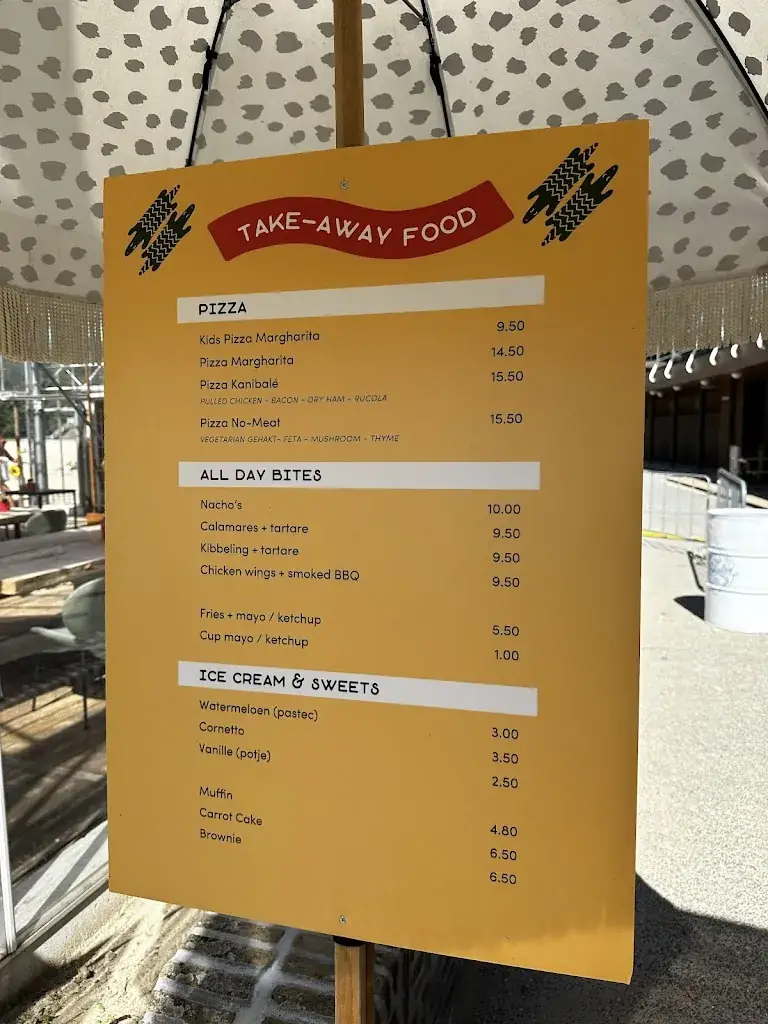 TAKE-AWAY FOOD
PIZZA
Kids Pizza Margharita 9.50
Pizza Margharita 14.50
Pizza Kanibalé 15.50
PULLED CHICKEN - BACON - DRY HAM - RUCOLA
Pizza No-Meat 15.50
VEGETARIAN GEHAKT- FETA - MUSHROOM - THYME
ALL DAY BITES
Nacho's 10.00
Calamares + tartare 9.50
Kibbeling + tartare 9.50
Chicken wings + smoked BBQ 9.50
Fries + mayo / ketchup 5.50
Cup mayo / ketchup 1.00
ICE CREAM & SWEETS
Watermeloen (pastec) 3.00
Cornetto 3.50
Vanille (potje) 2.50
Muffin 4.80
Carrot Cake 6.50
Brownie 6.50